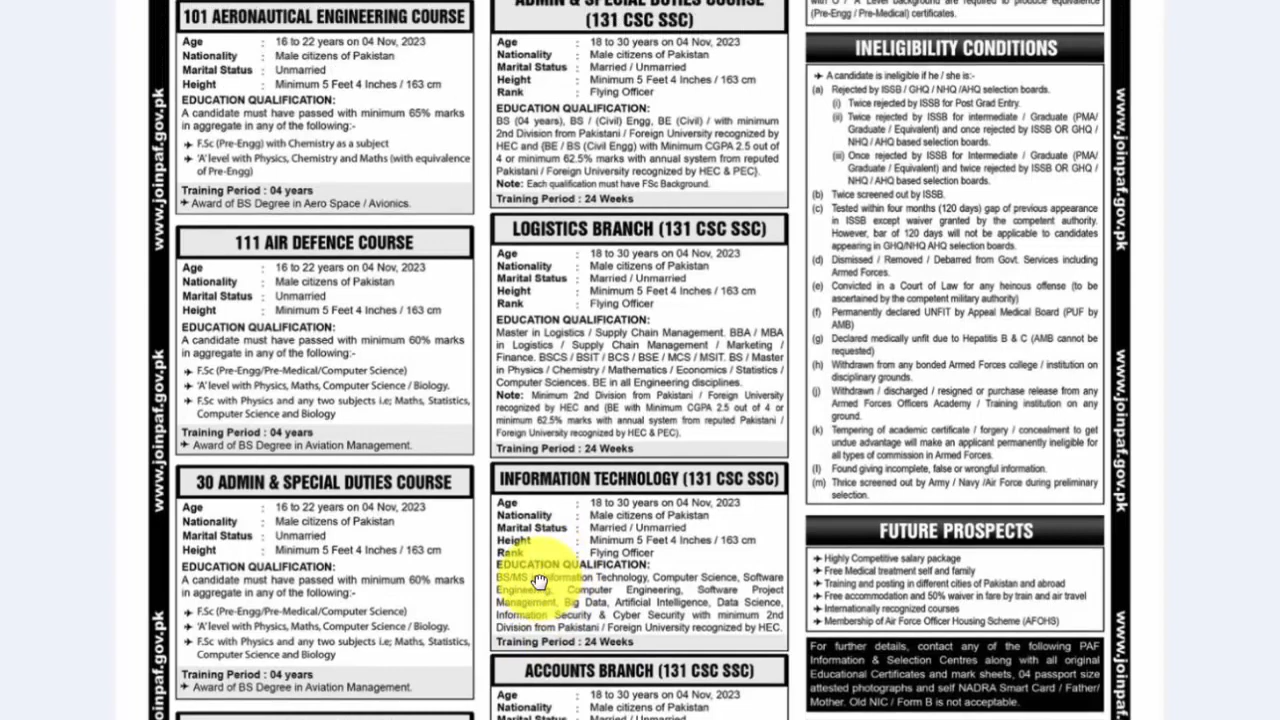 www.joinpaf.gov.pk
www.joinpaf.gov.pk
www.joinpaf.gov.pk
101 AERONAUTICAL ENGINEERING COURSE
Age : 16 to 22 years on 04 Nov, 2023
Nationality : Male citizens of Pakistan
Marital Status : Unmarried
Height : Minimum 5 Feet 4 Inches / 163 cm
EDUCATION QUALIFICATION:
A candidate must have passed with minimum 65% marks
in aggregate in any of the following:-
F.Sc (Pre-Engg) with Chemistry as a subject
'A' level with Physics, Chemistry and Maths (with equivalence
of Pre-Engg)
Training Period : 04 years
Award of BS Degree in Aero Space / Avionics.
111 AIR DEFENCE COURSE
Age : 16 to 22 years on 04 Nov, 2023
Nationality : Male citizens of Pakistan
Marital Status : Unmarried
Height : Minimum 5 Feet 4 Inches / 163 cm
EDUCATION QUALIFICATION:
A candidate must have passed with minimum 60% marks
in aggregate in any of the following:-
F.Sc (Pre-Engg/Pre-Medical/Computer Science)
'A' level with Physics, Maths, Computer Science / Biology.
F.Sc with Physics and any two subjects i.e; Maths, Statistics,
Computer Science and Biology
Training Period : 04 years
Award of BS Degree in Aviation Management.
30 ADMIN & SPECIAL DUTIES COURSE
Age : 16 to 22 years on 04 Nov, 2023
Nationality : Male citizens of Pakistan
Marital Status : Unmarried
Height : Minimum 5 Feet 4 Inches / 163 cm
EDUCATION QUALIFICATION:
A candidate must have passed with minimum 60% marks
in aggregate in any of the following:-
F.Sc (Pre-Engg/Pre-Medical/Computer Science)
'A' level with Physics, Maths, Computer Science / Biology.
F.Sc with Physics and any two subjects i.e; Maths, Statistics,
Computer Science and Biology
Training Period : 04 years
Award of BS Degree in Aviation Management.
ADMIN & SPECIAL DUTIES COURSE
(131 CSC SSC)
Age : 18 to 30 years on 04 Nov, 2023
Nationality : Male citizens of Pakistan
Marital Status : Married / Unmarried
Height : Minimum 5 Feet 4 Inches / 163 cm
Rank : Flying Officer
EDUCATION QUALIFICATION:
BS (04 years), BS / (Civil) Engg, BE (Civil) / with minimum
2nd Division from Pakistani / Foreign University recognized by
HEC and (BE / BS (Civil Engg) with Minimum CGPA 2.5 out of
4 or minimum 62.5% marks with annual system from reputed
Pakistani / Foreign University recognized by HEC & PEC).
Note: Each qualification must have FSc Background.
Training Period : 24 Weeks
LOGISTICS BRANCH (131 CSC SSC)
Age : 18 to 30 years on 04 Nov, 2023
Nationality : Male citizens of Pakistan
Marital Status : Married / Unmarried
Height : Minimum 5 Feet 4 Inches / 163 cm
Rank : Flying Officer
EDUCATION QUALIFICATION:
Master in Logistics / Supply Chain Management. BBA / MBA
in Logistics / Supply Chain Management / Marketing /
Finance. BSCS / BSIT / BCS / BSE / MCS / MSIT. BS / Master
in Physics / Chemistry / Mathematics / Economics / Statistics /
Computer Sciences. BE in all Engineering disciplines.
Note: Minimum 2nd Division from Pakistani / Foreign University
recognized by HEC and (BE with Minimum CGPA 2.5 out of 4 or
minimum 62.5% marks with annual system from reputed Pakistani /
Foreign University recognized by HEC & PEC).
Training Period : 24 Weeks
INFORMATION TECHNOLOGY (131 CSC SSC)
Age : 18 to 30 years on 04 Nov, 2023
Nationality : Male citizens of Pakistan
Marital Status : Married / Unmarried
Height : Minimum 5 Feet 4 Inches / 163 cm
Rank : Flying Officer
EDUCATION QUALIFICATION:
BS/MS Information Technology, Computer Science, Software
Engineering, Computer Engineering, Software Project
Management, Big Data, Artificial Intelligence, Data Science,
Information Security & Cyber Security with minimum 2nd
Division from Pakistani / Foreign University recognized by HEC.
Training Period : 24 Weeks
ACCOUNTS BRANCH (131 CSC SSC)
Age : 18 to 30 years on 04 Nov, 2023
Nationality : Male citizens of Pakistan
Marital Status : Married / Unmarried
with O / 'A' Level background are required to produce equivalence
(Pre-Engg / Pre-Medical) certificates.
INELIGIBILITY CONDITIONS
A candidate is ineligible if he / she is:-
(a) Rejected by ISSB / GHQ / NHQ /AHQ selection boards.
(i) Twice rejected by ISSB for Post Grad Entry.
(ii) Twice rejected by ISSB for intermediate / Graduate (PMA/
Graduate / Equivalent) and once rejected by ISSB OR GHQ /
NHQ / AHQ based selection boards.
(iii) Once rejected by ISSB for Intermediate / Graduate (PMA/
Graduate / Equivalent) and twice rejected by ISSB OR GHQ /
NHQ / AHQ based selection boards.
(b) Twice screened out by ISSB.
(c) Tested within four months (120 days) gap of previous appearance
in ISSB except waiver granted by the competent authority.
However, bar of 120 days will not be applicable to candidates
appearing in GHQ/NHQ AHQ selection boards.
(d) Dismissed / Removed / Debarred from Govt. Services including
Armed Forces.
(e) Convicted in a Court of Law for any heinous offense (to be
ascertained by the competent military authority)
(f) Permanently declared UNFIT by Appeal Medical Board (PUF by
AMB)
(g) Declared medically unfit due to Hepatitis B & C (AMB cannot be
requested)
(h) Withdrawn from any bonded Armed Forces college / institution on
disciplinary grounds.
(j) Withdrawn / discharged / resigned or purchase release from any
Armed Forces Officers Academy / Training institution on any
ground.
(k) Tempering of academic certificate / forgery / concealment to get
undue advantage will make an applicant permanently ineligible for
all types of commission in Armed Forces.
(l) Found giving incomplete, false or wrongful information.
(m) Thrice screened out by Army / Navy /Air Force during preliminary
selection.
FUTURE PROSPECTS
Highly Competitive salary package
Free Medical treatment self and family
Training and posting in different cities of Pakistan and abroad
Free accommodation and 50% waiver in fare by train and air travel
Internationally recognized courses
Membership of Air Force Officer Housing Scheme (AFOHS)
For further details, contact any of the following PAF
Information & Selection Centres along with all original
Educational Certificates and mark sheets, 04 passport size
attested photographs and self NADRA Smart Card / Father/
Mother. Old NIC / Form B is not acceptable.
www.joinpaf.gov.pk
www.joinpaf.gov.pk
www.joinpaf.gov.pk